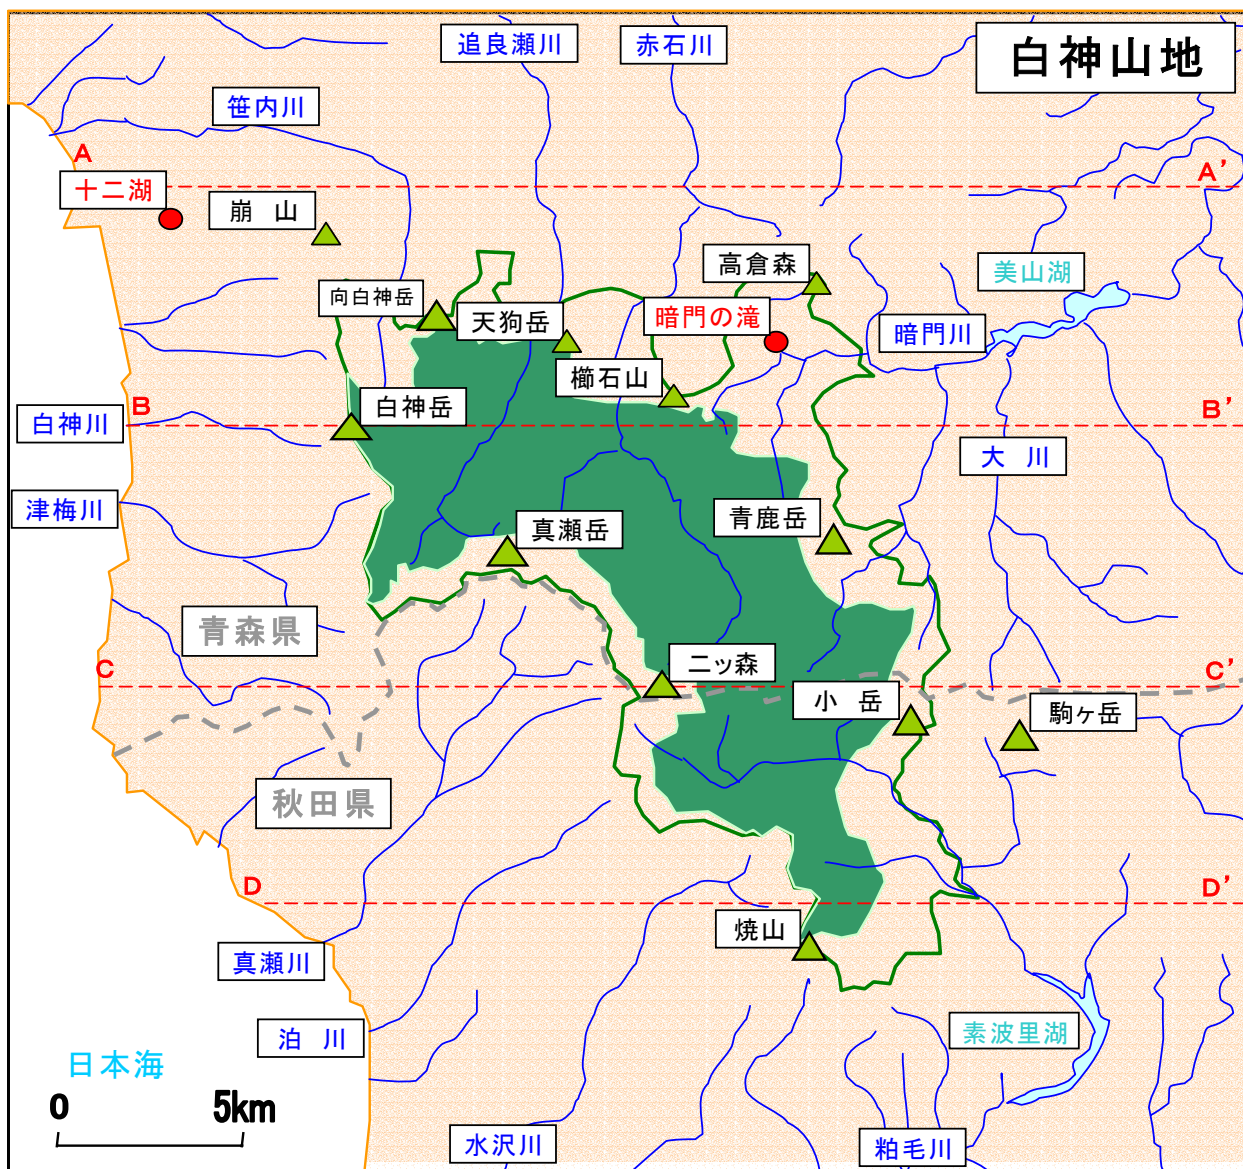 追良瀬川
赤石川
白神山地
笹内川
A
A'
十二湖
崩 山
高倉森
美山湖
向白神岳
天狗岳
暗門の滝
暗門川
櫛石山
白神岳
B
B'
白神川
大 川
津梅川
真瀬岳
青鹿岳
青森県
C
C'
二ッ森
小 岳
駒ヶ岳
秋田県
D
D'
焼山
真瀬川
泊 川
素波里湖
日本海
0
5km
水沢川
粕毛川